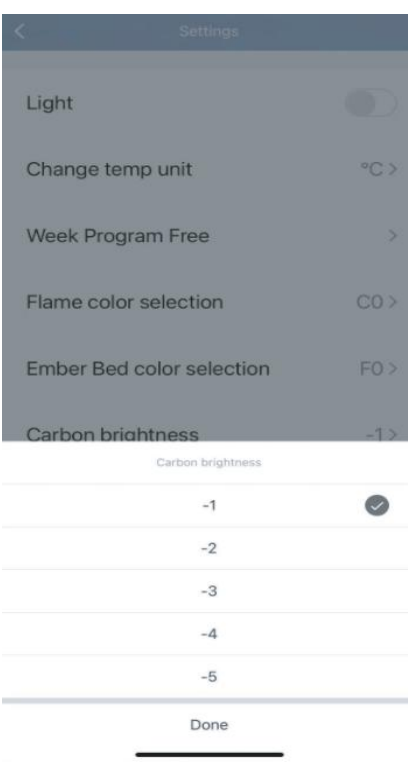 Settings
Light
Change temp unit °C >
Week Program Free >
Flame color selection C0 >
Ember Bed color selection F0 >
Carbon brightness -1 >
Carbon brightness
-1
-2
-3
-4
-5
Done